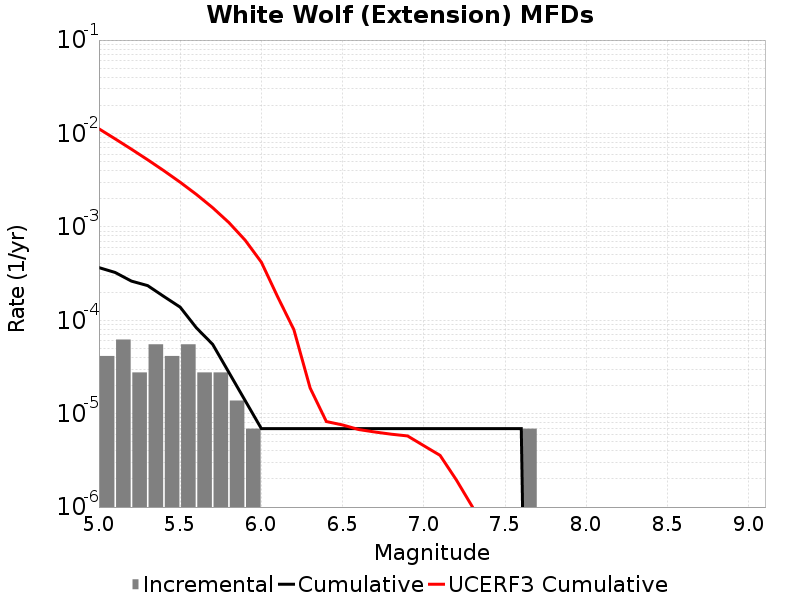 White Wolf (Extension) MFDs
10-1
10-2
10-3
10-4
10-5
10-6
Rate (1/yr)
5.0 5.5 6.0 6.5 7.0 7.5 8.0 8.5 9.0
Magnitude
Incremental Cumulative UCERF3 Cumulative